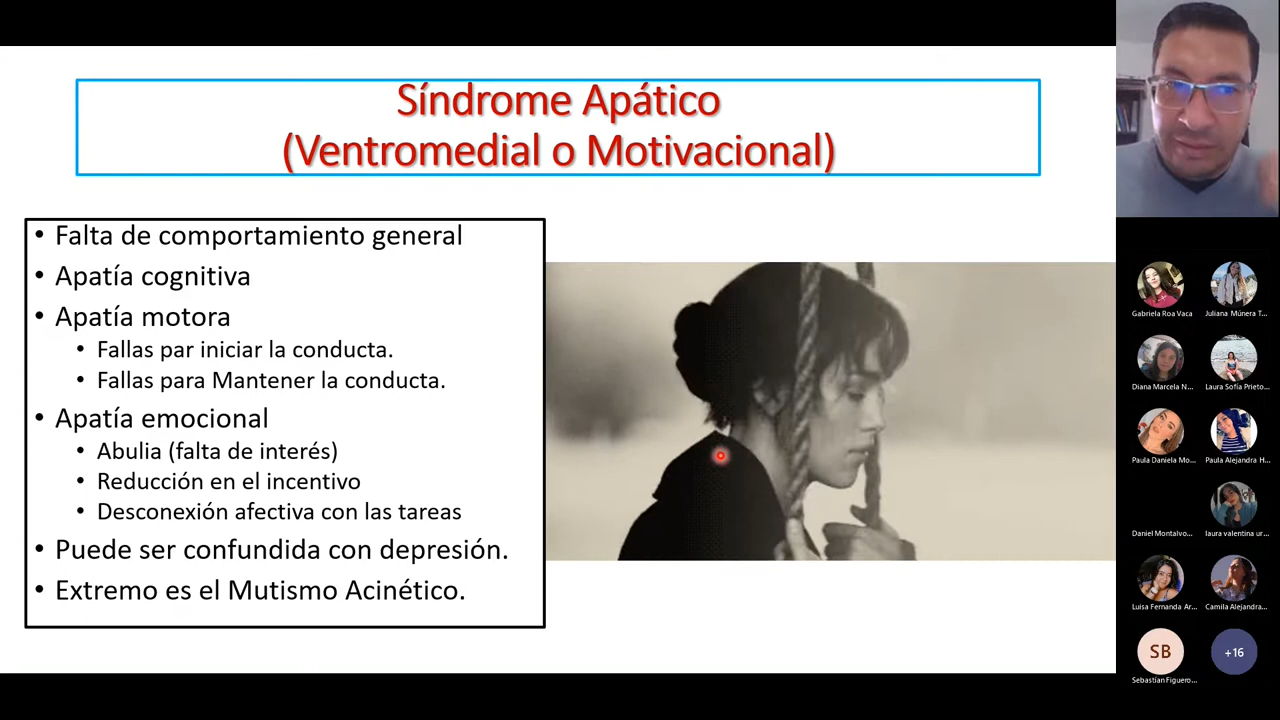 Síndrome Apático
(Ventromedial o Motivacional)
• Falta de comportamiento general
• Apatía cognitiva
• Apatía motora
• Fallas par iniciar la conducta.
• Fallas para Mantener la conducta.
• Apatía emocional
• Abulia (falta de interés)
• Reducción en el incentivo
• Desconexión afectiva con las tareas
• Puede ser confundida con depresión.
• Extremo es el Mutismo Acinético.
Gabriela Roa Vaca
Juliana Múnera T...
Diana Marcela N...
Laura Sofía Prieto...
Paula Daniela Mo...
Paula Alejandra H...
Daniel Montalvo...
laura valentina ur...
Luisa Fernanda Ar...
Camila Alejandra...
SB
+16
Sebastian Figuero...